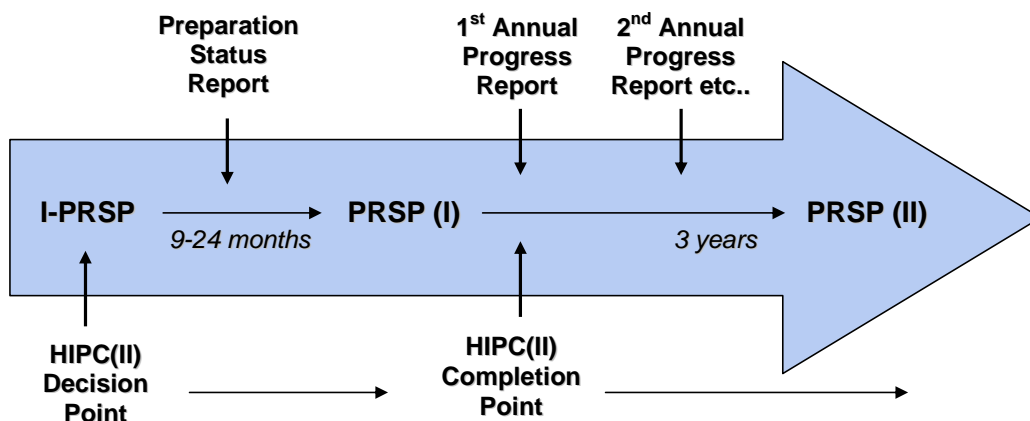 Preparation
Status
Report
1st Annual
Progress
Report
2nd Annual
Progress
Report etc..
I-PRSP
9-24 months
PRSP (I)
3 years
PRSP (II)
HIPC(II)
Decision
Point
HIPC(II)
Completion
Point